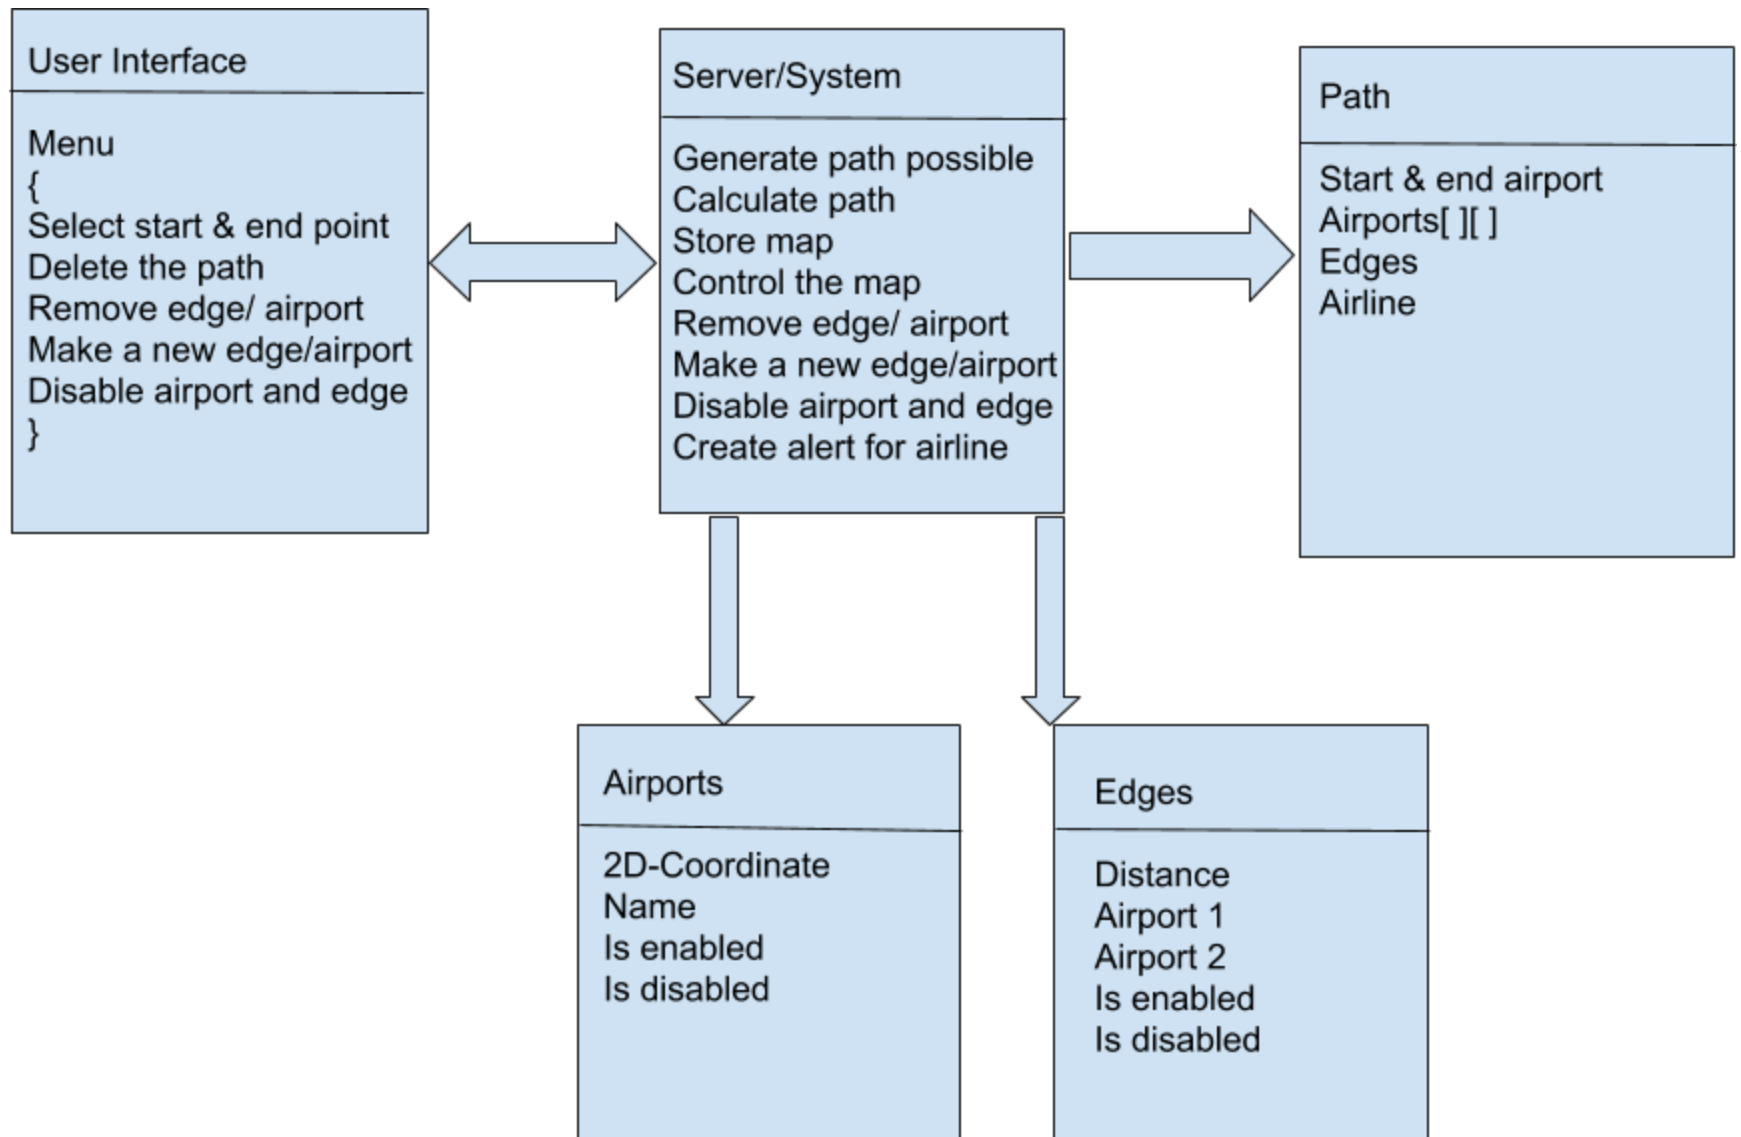 User Interface
Menu
{
Select start & end point
Delete the path
Remove edge/ airport
Make a new edge/airport
Disable airport and edge
}
Server/System
Generate path possible
Calculate path
Store map
Control the map
Remove edge/ airport
Make a new edge/airport
Disable airport and edge
Create alert for airline
Path
Start & end airport
Airports[ ][ ]
Edges
Airline
Airports
2D-Coordinate
Name
Is enabled
Is disabled
Edges
Distance
Airport 1
Airport 2
Is enabled
Is disabled